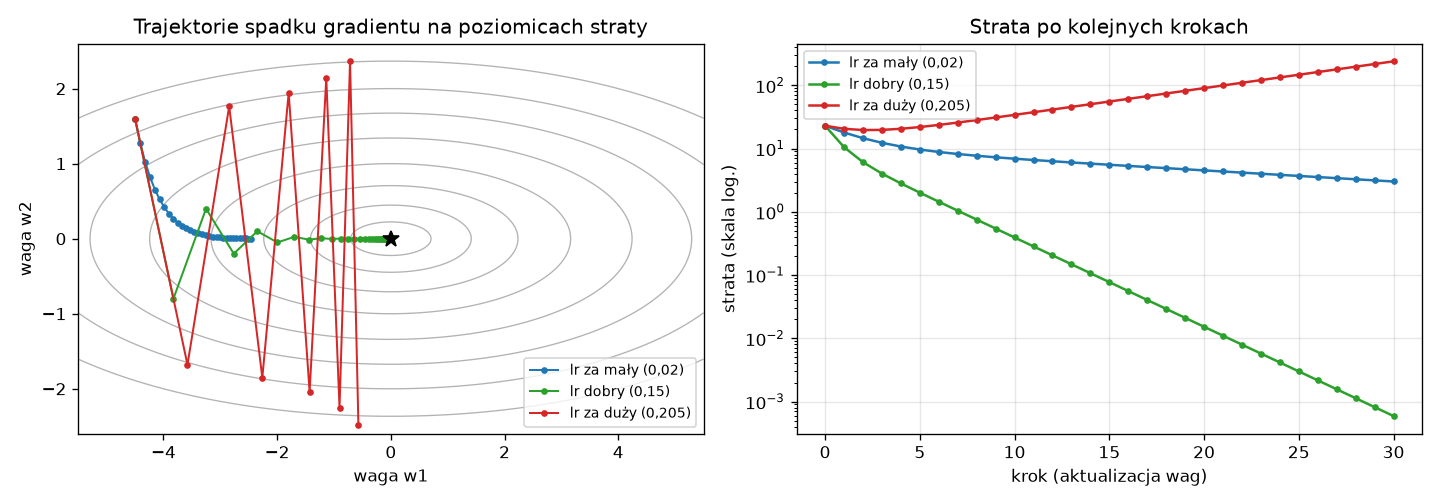 Trajektorie spadku gradientu na poziomicach straty
waga w2
2
1
0
−1
−2
−4
−2
0
2
4
waga w1
lr za mały (0,02)
lr dobry (0,15)
lr za duży (0,205)
Strata po kolejnych krokach
strata (skala log.)
10²
10¹
10⁰
10⁻¹
10⁻²
10⁻³
lr za mały (0,02)
lr dobry (0,15)
lr za duży (0,205)
0
5
10
15
20
25
30
krok (aktualizacja wag)